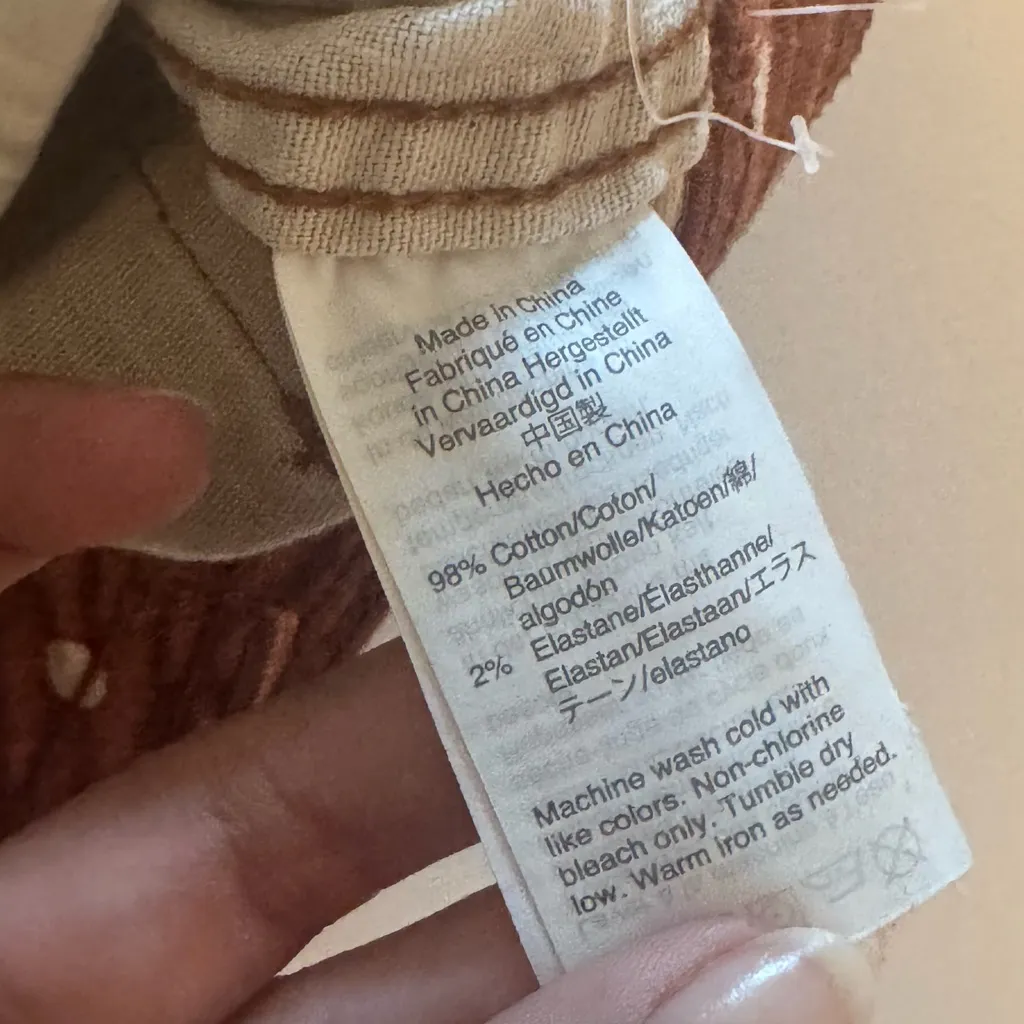 Made in China
Fabriqué en Chine
in China Hergestellt
Vervaardigd in China
中国製
Hecho en China
98% Cotton/Coton/
Baumwolle/Katoen/綿/
algodón
2% Elastane/Élasthanne/
Elastan/Elastaan/エラス
テーン/elastano
Machine wash cold with
like colors. Non-chlorine
bleach only. Tumble dry
low. Warm iron as needed.